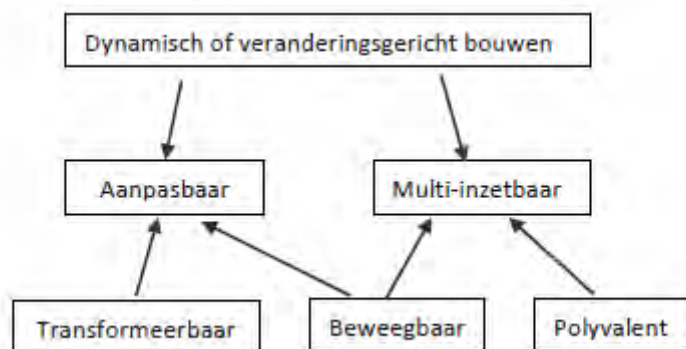 Dynamisch of veranderingsgericht bouwen
Aanpasbaar
Multi-inzetbaar
Transformeerbaar
Beweegbaar
Polyvalent